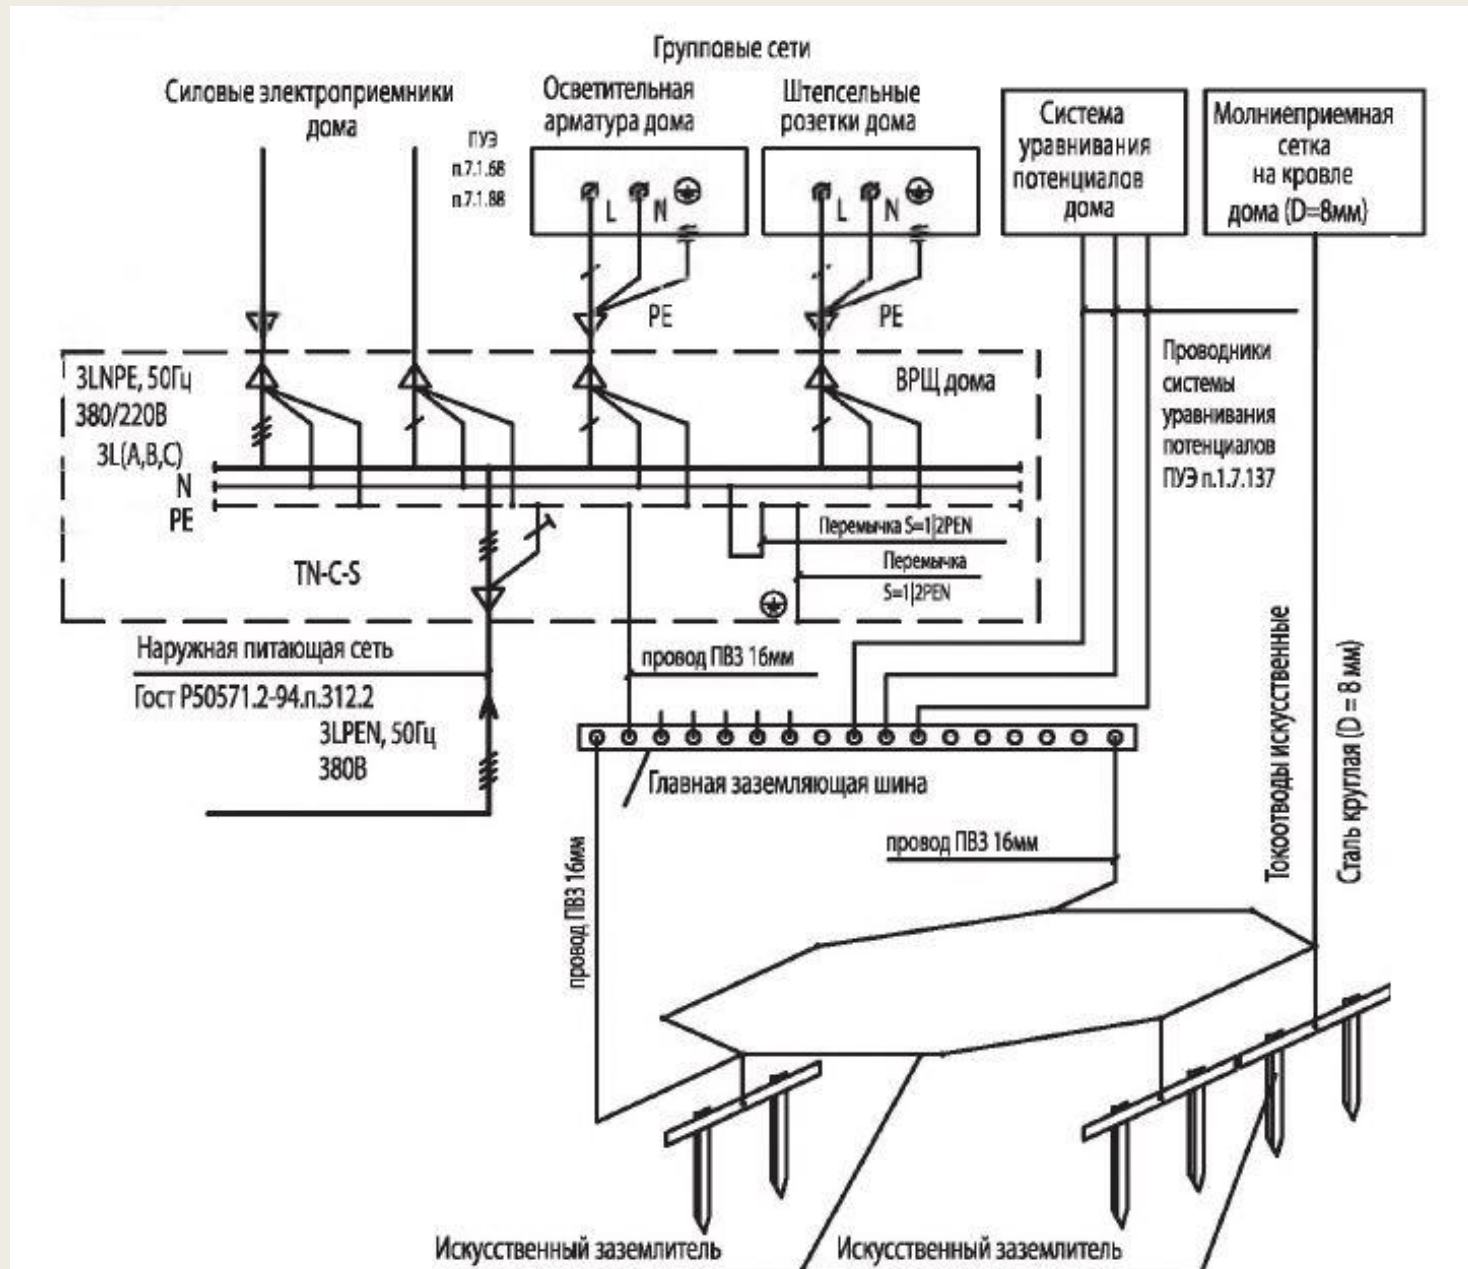 Групповые сети
Силовые электроприемники
дома
ПУЭ
п.7.1.68
п.7.1.88
Осветительная
арматура дома
L N
PE
Штепсельные
розетки дома
L N
PE
Система
уравнивания
потенциалов
дома
Молниеприемная
сетка
на кровле
дома (D=8мм)
3LNPE, 50Гц
380/220В
3L(A,B,C)
N
PE
ВРЩ дома
Проводники
системы
уравнивания
потенциалов
ПУЭ п.1.7.137
TN-C-S
Перемычка S=1|2PEN
Перемычка
S=1|2PEN
Наружная питающая сеть
Гост Р50571.2-94.п.312.2
3LPEN, 50Гц
380В
провод ПВЗ 16мм
Главная заземляющая шина
провод ПВЗ 16мм
провод ПВЗ 16мм
Токоотводы искусственные
Сталь круглая (D = 8 мм)
Искусственный заземлитель
Искусственный заземлитель